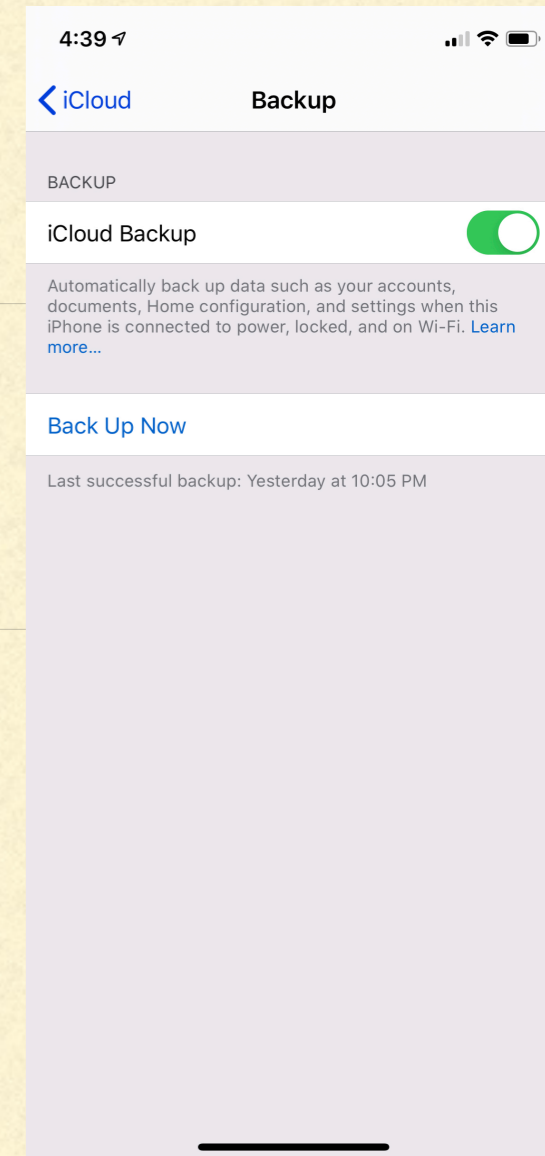 4:39
iCloud
Backup
BACKUP
iCloud Backup
Automatically back up data such as your accounts,
documents, Home configuration, and settings when this
iPhone is connected to power, locked, and on Wi-Fi. Learn
more...
Back Up Now
Last successful backup: Yesterday at 10:05 PM